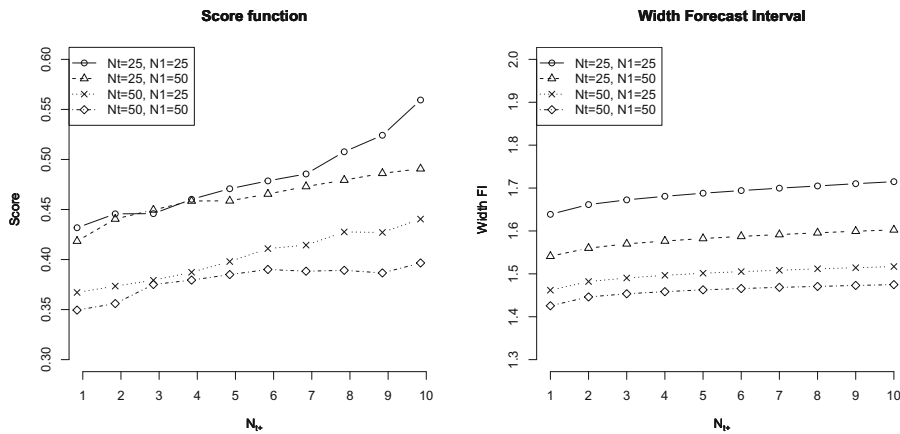 Score function
0.60
0.55
0.50
0.45
0.40
0.35
0.30
Score
Nt=25, N1=25
Nt=25, N1=50
Nt=50, N1=25
Nt=50, N1=50
1 2 3 4 5 6 7 8 9 10
Nt+
Width Forecast Interval
2.0
1.9
1.8
1.7
1.6
1.5
1.4
1.3
Width FI
Nt=25, N1=25
Nt=25, N1=50
Nt=50, N1=25
Nt=50, N1=50
1 2 3 4 5 6 7 8 9 10
Nt+